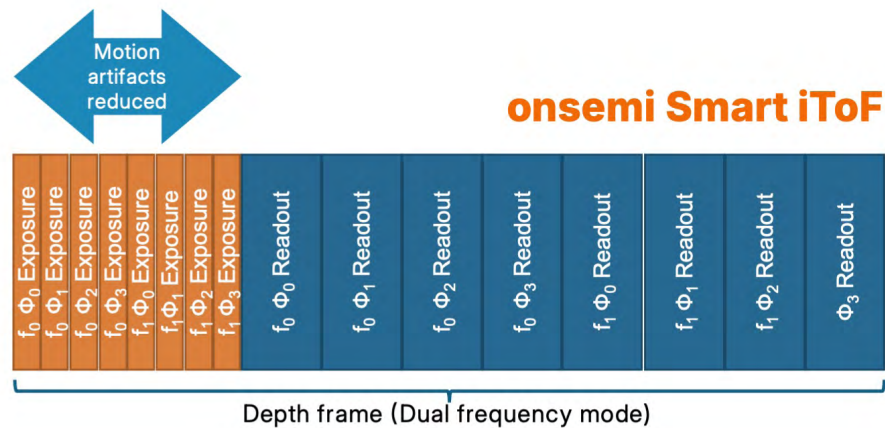 Motion
artifacts
reduced
onsemi Smart iToF
f₀ Φ₀ Exposure
f₀ Φ₁ Exposure
f₀ Φ₂ Exposure
f₀ Φ₃ Exposure
f₁ Φ₀ Exposure
f₁Φ₁ Exposure
f₁ Φ₂ Exposure
f₁ Φ₃ Exposure
f₀ Φ₀ Readout
f₀ Φ₁ Readout
f₀ Φ₂ Readout
f₀ Φ₃ Readout
f₁ Φ₀ Readout
f₁ Φ₁ Readout
f₁ Φ₂ Readout
Φ₃ Readout
Depth frame (Dual frequency mode)